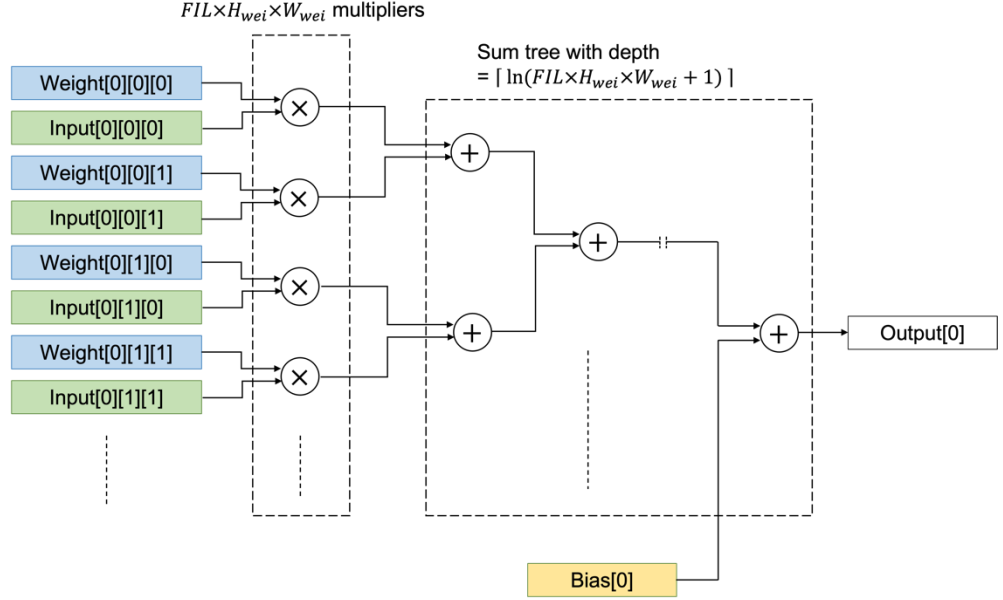 FIL×H_wei×W_wei multipliers
Sum tree with depth
= ⌈ ln(FIL×H_wei×W_wei + 1) ⌉
Weight[0][0][0]
Input[0][0][0]
Weight[0][0][1]
Input[0][0][1]
Weight[0][1][0]
Input[0][1][0]
Weight[0][1][1]
Input[0][1][1]
×
×
×
×
+
+
+
+
Output[0]
Bias[0]